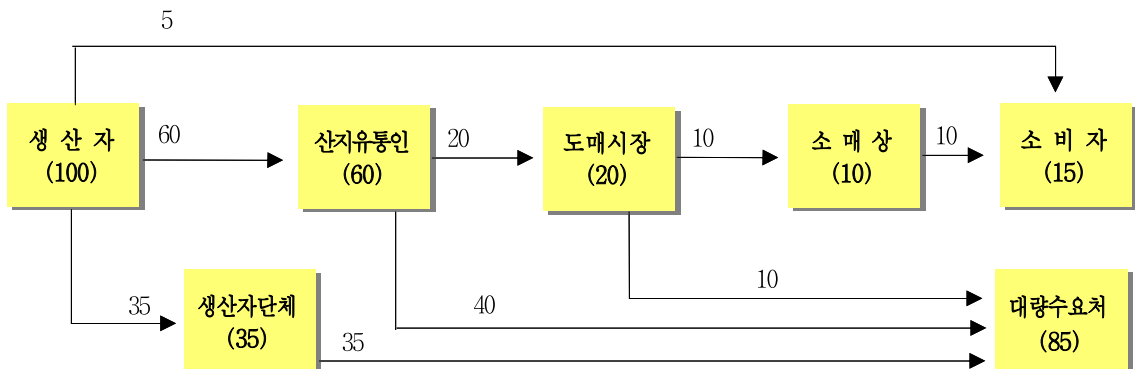 5
생 산 자
(100)
60
산지유통인
(60)
20
도매시장
(20)
10
소 매 상
(10)
10
소 비 자
(15)
35
생산자단체
(35)
35
40
10
대량수요처
(85)